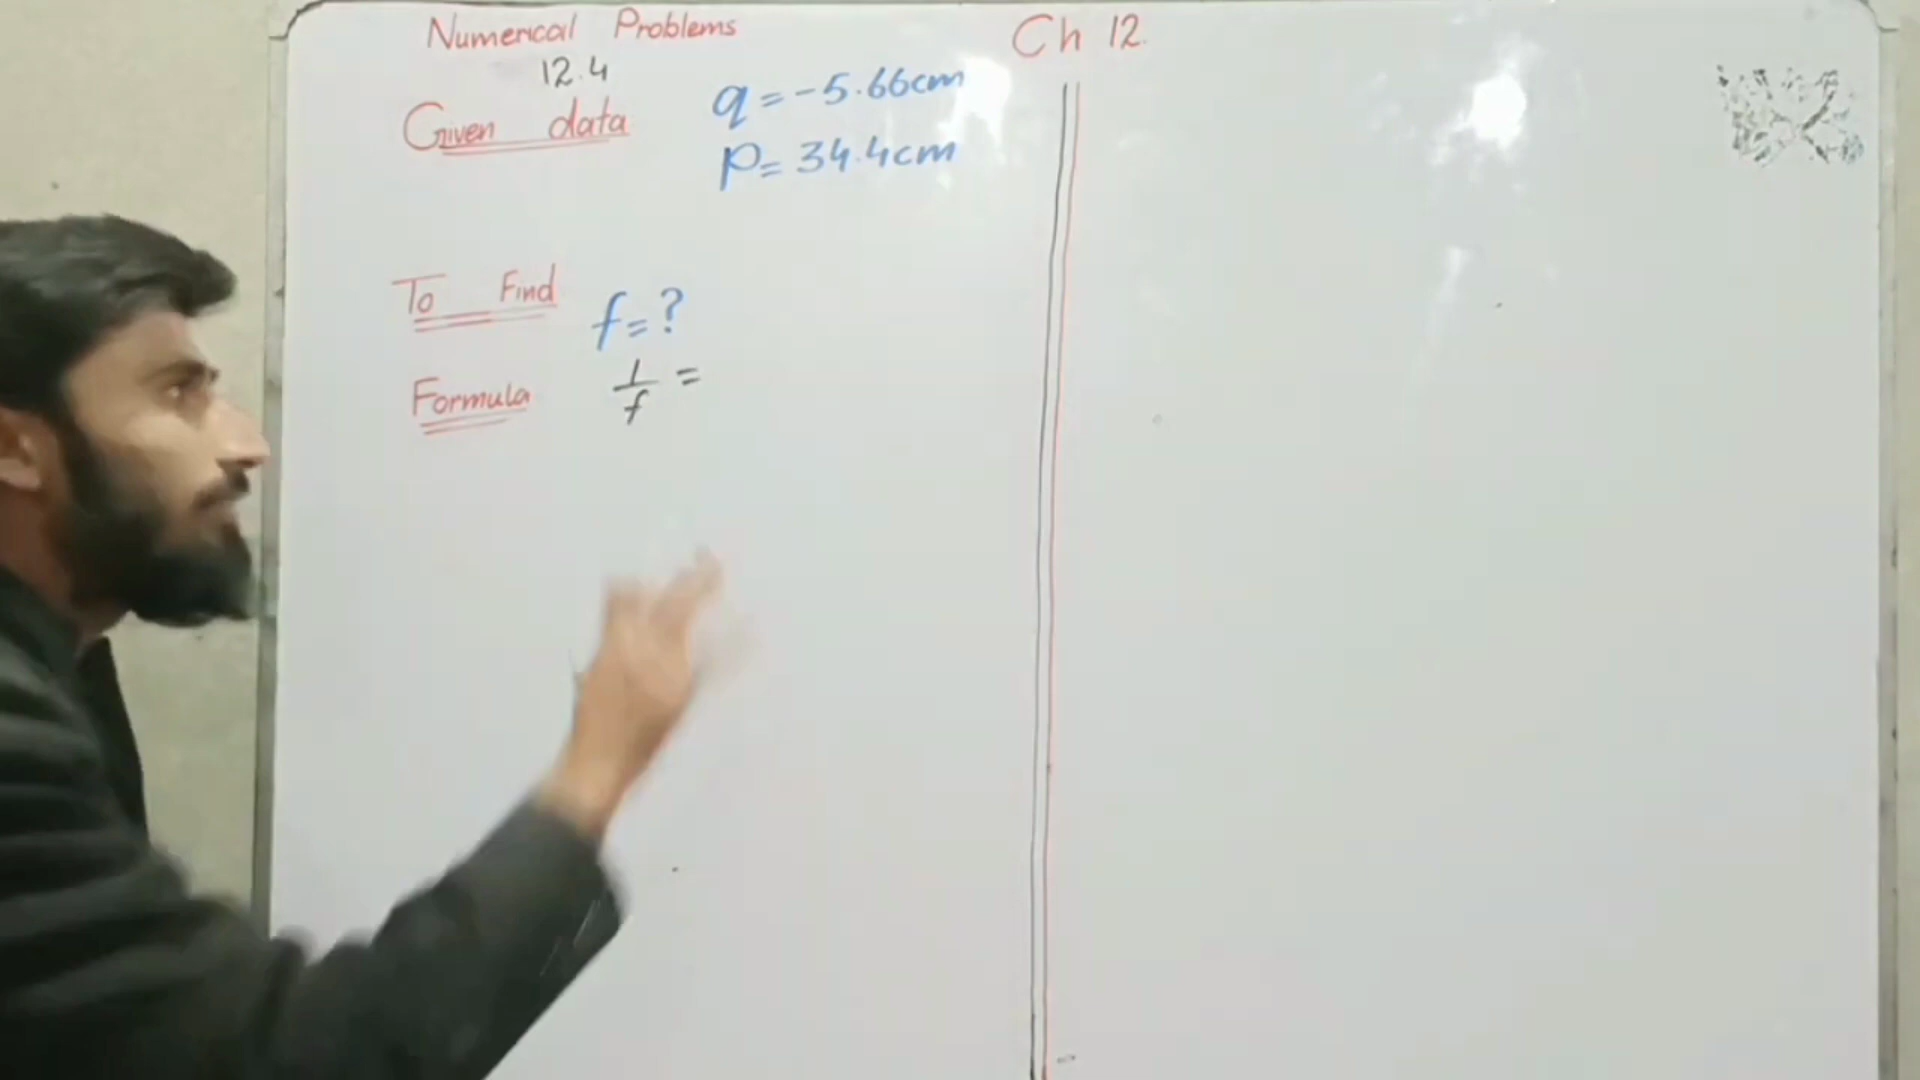 Numerical Problems
Ch 12
12.4
Given data
q = -5.66cm
p = 34.4cm
To Find
f = ?
Formula
1/f =